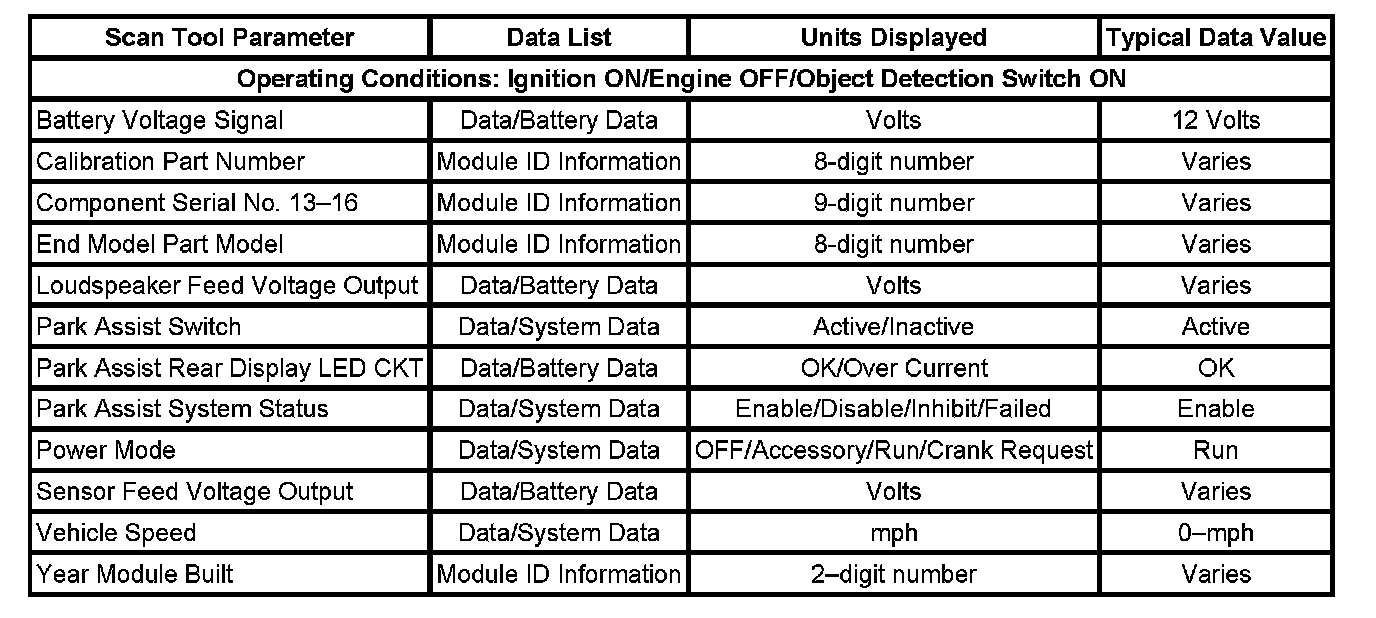 Scan Tool Parameter Data List Units Displayed Typical Data Value
Operating Conditions: Ignition ON/Engine OFF/Object Detection Switch ON
Battery Voltage Signal Data/Battery Data Volts 12 Volts
Calibration Part Number Module ID Information 8-digit number Varies
Component Serial No. 13–16 Module ID Information 9-digit number Varies
End Model Part Model Module ID Information 8-digit number Varies
Loudspeaker Feed Voltage Output Data/Battery Data Volts Varies
Park Assist Switch Data/System Data Active/Inactive Active
Park Assist Rear Display LED CKT Data/Battery Data OK/Over Current OK
Park Assist System Status Data/System Data Enable/Disable/Inhibit/Failed Enable
Power Mode Data/System Data OFF/Accessory/Run/Crank Request Run
Sensor Feed Voltage Output Data/Battery Data Volts Varies
Vehicle Speed Data/System Data mph 0–mph
Year Module Built Module ID Information 2–digit number Varies